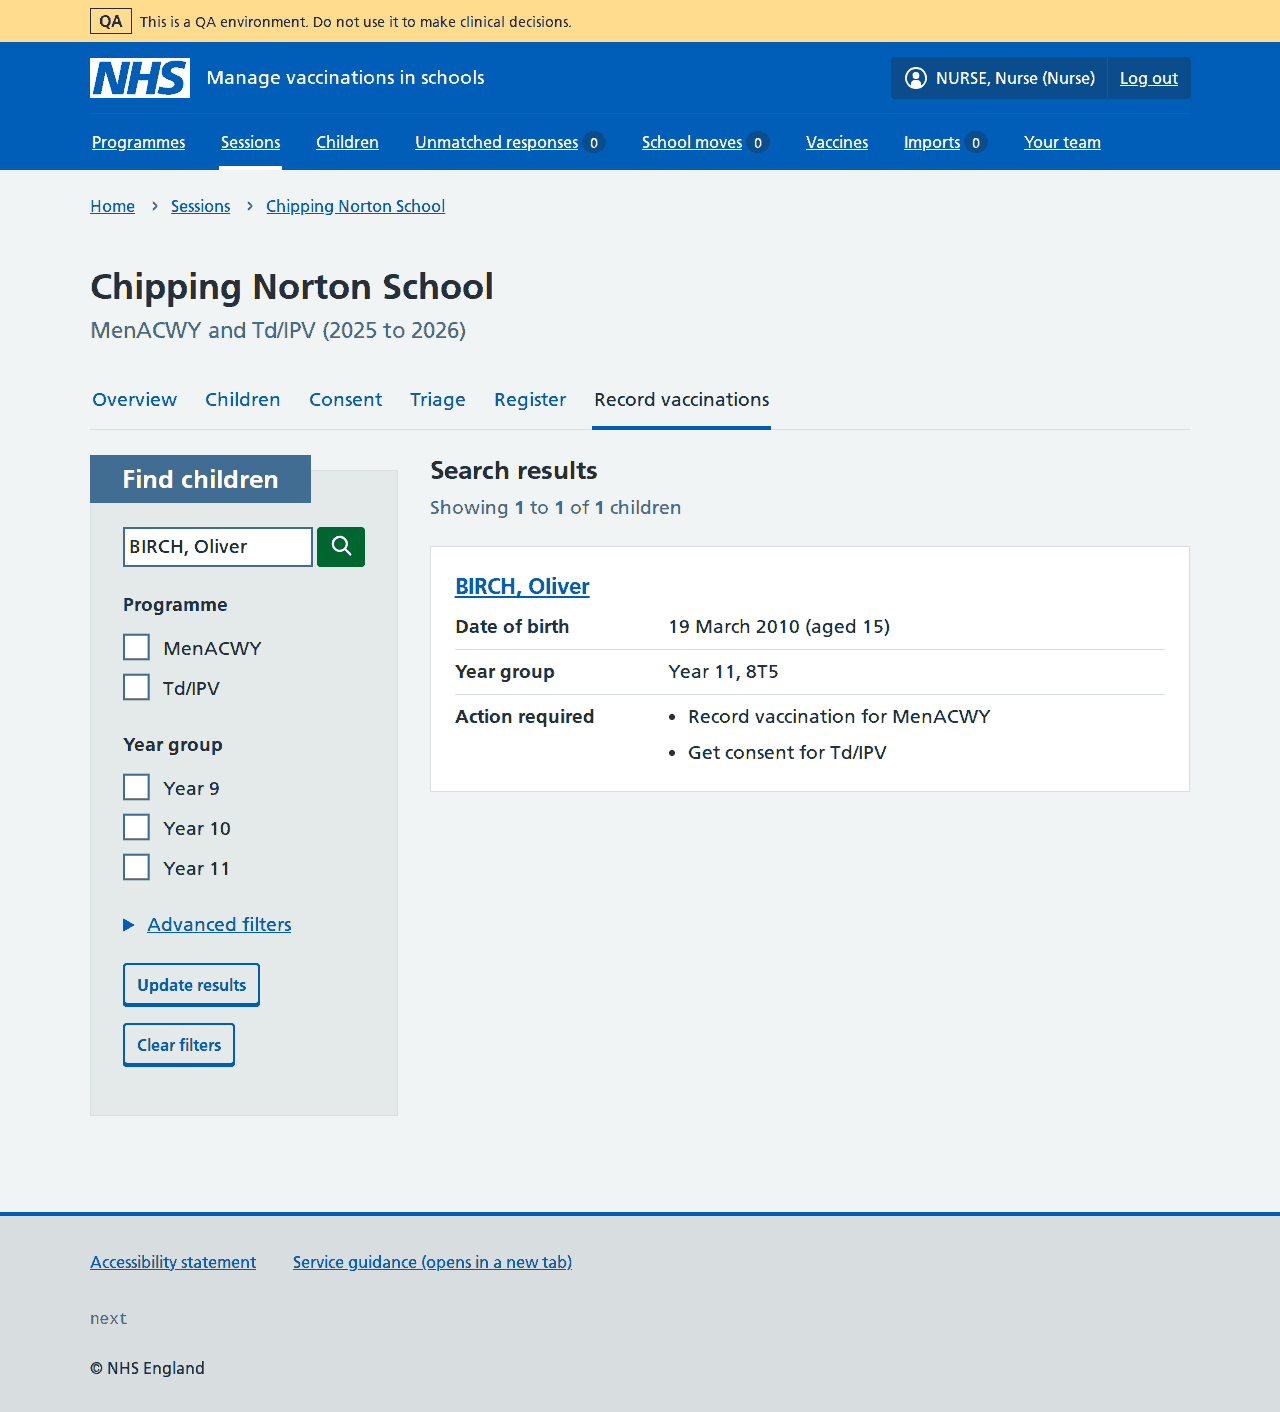 QA This is a QA environment. Do not use it to make clinical decisions.
NHS Manage vaccinations in schools NURSE, Nurse (Nurse) Log out
Programmes Sessions Children Unmatched responses 0 School moves 0 Vaccines Imports 0 Your team
Home Sessions Chipping Norton School
Chipping Norton School
MenACWY and Td/IPV (2025 to 2026)
Overview Children Consent Triage Register Record vaccinations
Find children
BIRCH, Oliver
Programme
MenACWY
Td/IPV
Year group
Year 9
Year 10
Year 11
Advanced filters
Update results
Clear filters
Search results
Showing 1 to 1 of 1 children
BIRCH, Oliver
Date of birth 19 March 2010 (aged 15)
Year group Year 11, 8T5
Action required • Record vaccination for MenACWY
• Get consent for Td/IPV
Accessibility statement Service guidance (opens in a new tab)
next
© NHS England